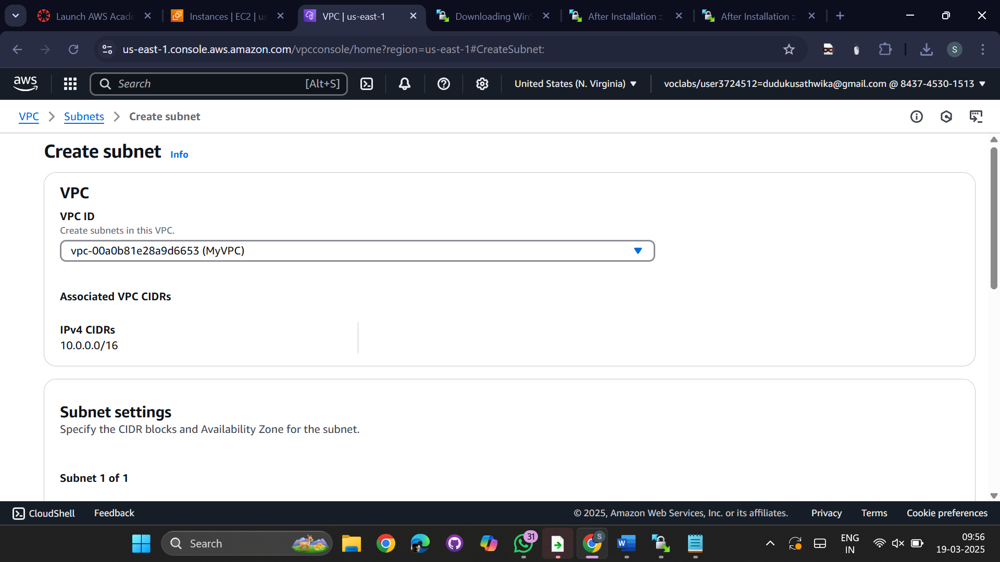 Launch AWS Acade
Instances | EC2 | us
VPC | us-east-1
Downloading WinS
After Installation ::
After Installation ::
us-east-1.console.aws.amazon.com/vpcconsole/home?region=us-east-1#CreateSubnet:
S
aws
Search
[Alt+S]
United States (N. Virginia)
voclabs/user3724512=dudukusathwika@gmail.com @ 8437-4530-1513
VPC
Subnets
Create subnet
Create subnet Info
VPC
VPC ID
Create subnets in this VPC.
vpc-00a0b81e28a9d6653 (MyVPC)
Associated VPC CIDRs
IPv4 CIDRs
10.0.0.0/16
Subnet settings
Specify the CIDR blocks and Availability Zone for the subnet.
Subnet 1 of 1
CloudShell
Feedback
© 2025, Amazon Web Services, Inc. or its affiliates.
Privacy
Terms
Cookie preferences
Search
31
S
W
ENG
IN
09:56
19-03-2025